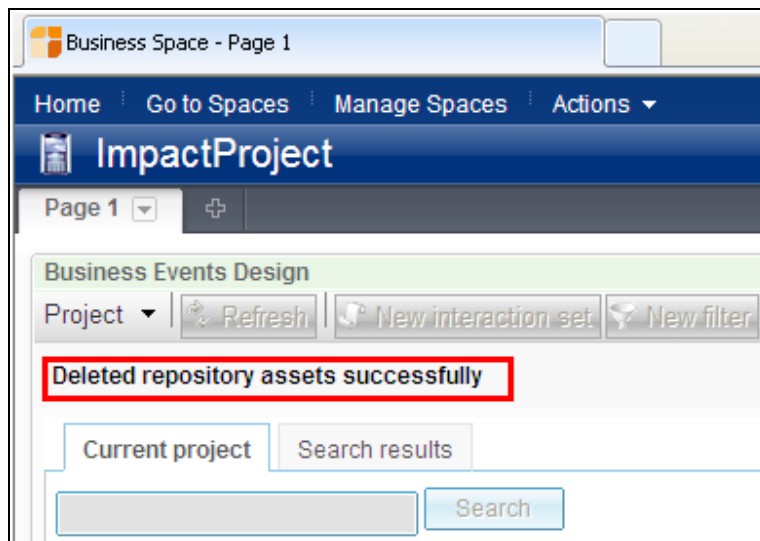 Business Space - Page 1
Home Go to Spaces Manage Spaces Actions
ImpactProject
Page 1
Business Events Design
Project Refresh New interaction set New filter
Deleted repository assets successfully
Current project Search results
Search